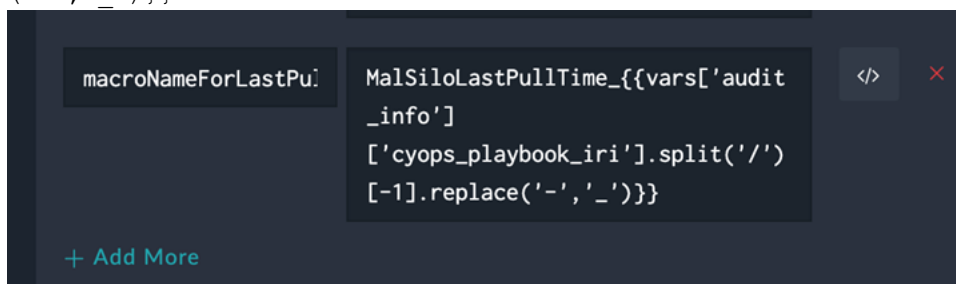 macroNameForLastPul
MalSiloLastPullTime_{{vars['audit
_info']
['cyops_playbook_iri'].split('/')
[-1].replace('-','_')}}
</>
×
+ Add More